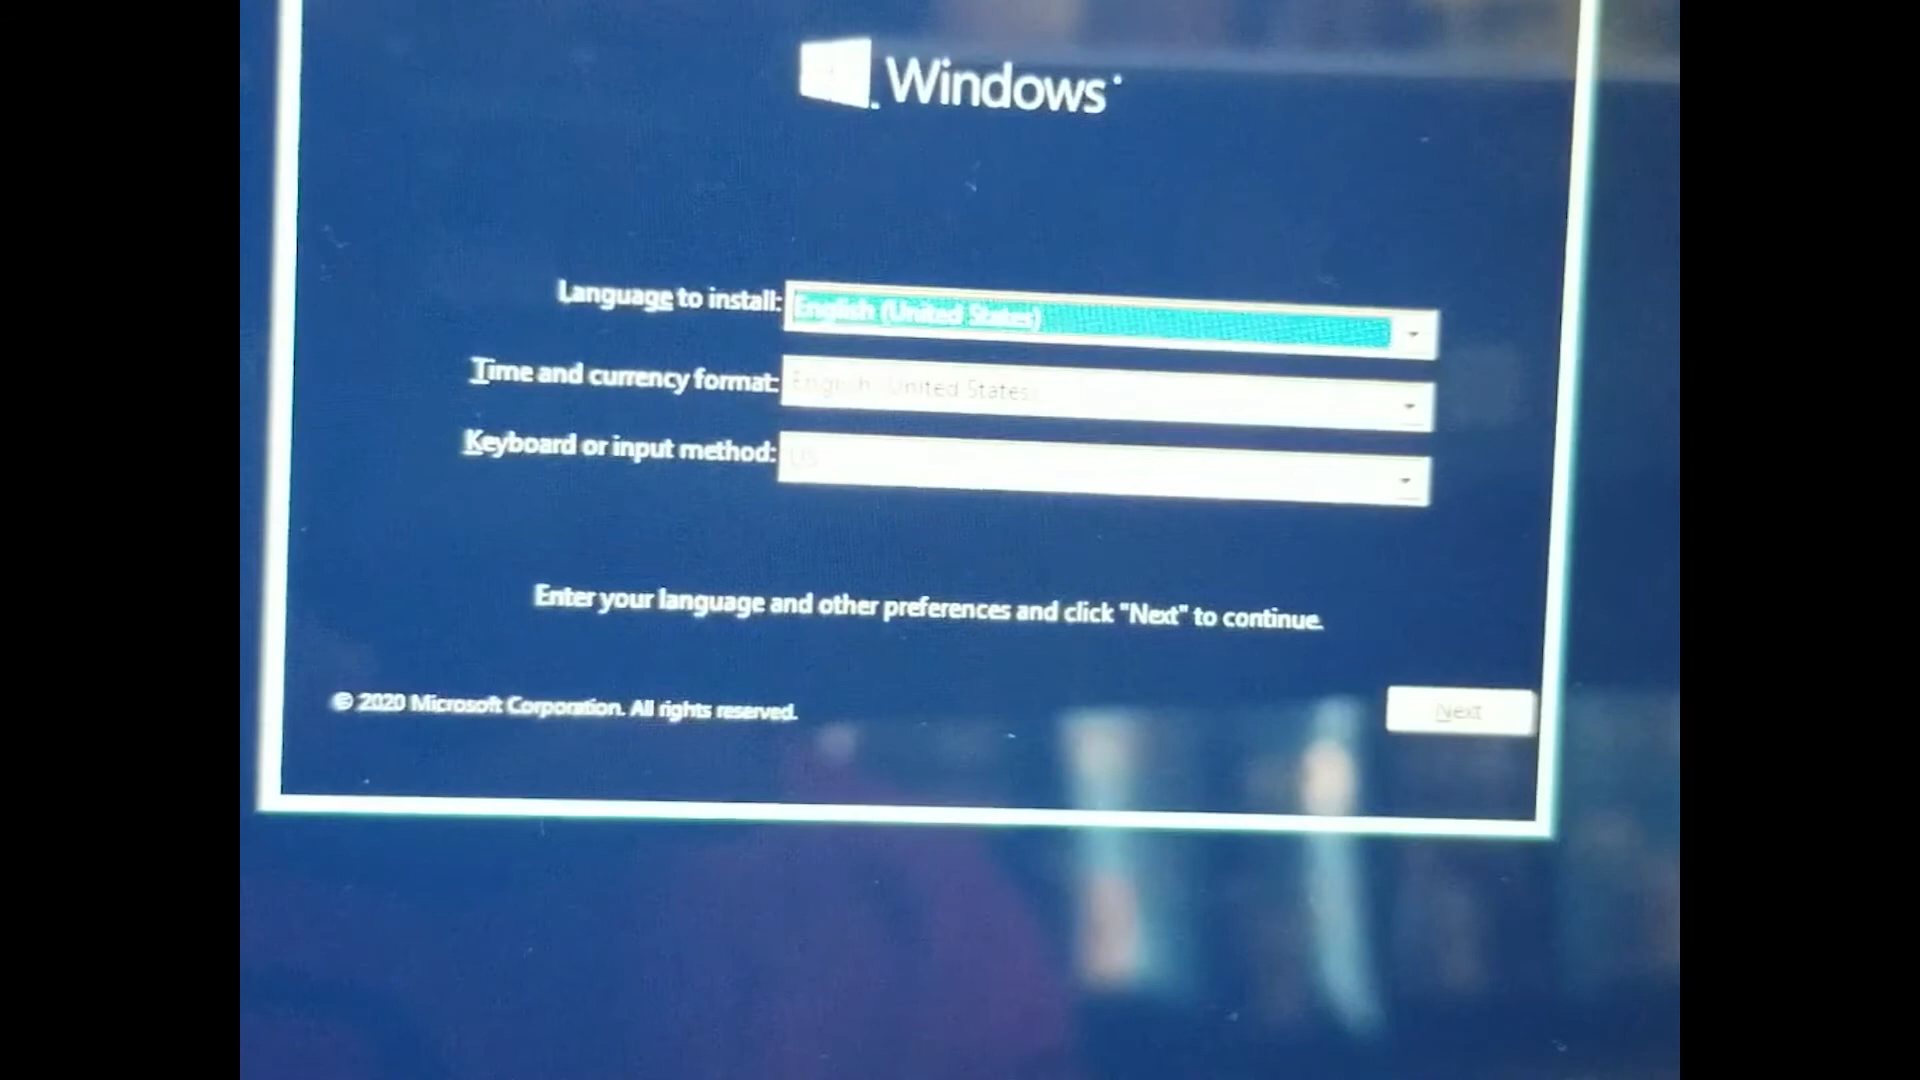 Windows
Language to install: English (United States)
Time and currency format: English (United States)
Keyboard or input method: US
Enter your language and other preferences and click "Next" to continue.
© 2020 Microsoft Corporation. All rights reserved.
Next